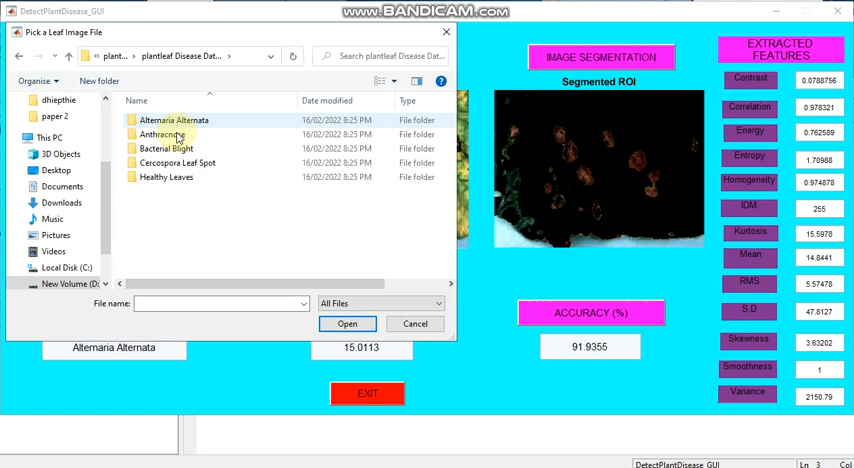 DetectPlantDisease_GUI
www.BANDICAM.com
Pick a Leaf Image File
« plant... › plantleaf Disease Dat... ›
Search plantleaf Disease Dat...
Organise
New folder
dhiepthie
paper 2
This PC
3D Objects
Desktop
Documents
Downloads
Music
Pictures
Videos
Local Disk (C:)
New Volume (D:
Name Date modified Type
Alternaria Alternata 16/02/2022 8:25 PM File folder
Anthracnose 16/02/2022 8:25 PM File folder
Bacterial Blight 16/02/2022 8:25 PM File folder
Cercospora Leaf Spot 16/02/2022 8:25 PM File folder
Healthy Leaves 16/02/2022 8:25 PM File folder
File name:
All Files
Open
Cancel
IMAGE SEGMENTATION
Segmented ROI
EXTRACTED
FEATURES
Contrast 0.0788756
Correlation 0.978321
Energy 0.762589
Entropy 1.70988
Homogeneity 0.974878
IDM 255
Kurtosis 15.5978
Mean 14.8441
RMS 5.57478
S.D 47.8127
Skewness 3.63202
Smoothness 1
Variance 2150.79
ACCURACY (%)
Alternaria Alternata
15.0113
91.9355
EXIT
DetectPlantDisease_GUI
Ln 3 Col